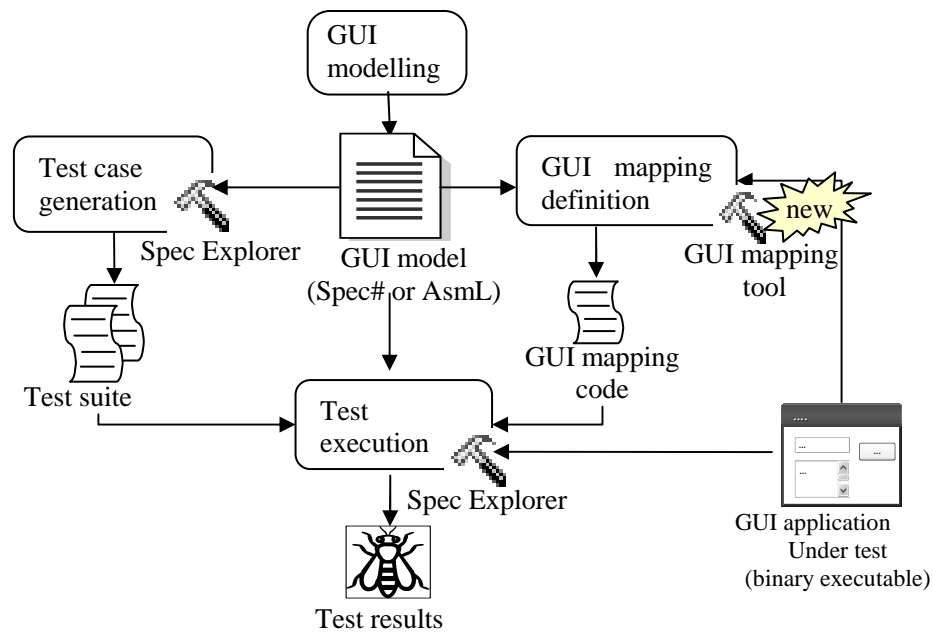 GUI
modelling
Test case
generation
Spec Explorer
GUI model
(Spec# or AsmL)
GUI mapping
definition
new
GUI mapping
tool
Test suite
GUI mapping
code
Test
execution
Spec Explorer
....
...
...
...
GUI application
Under test
(binary executable)
Test results